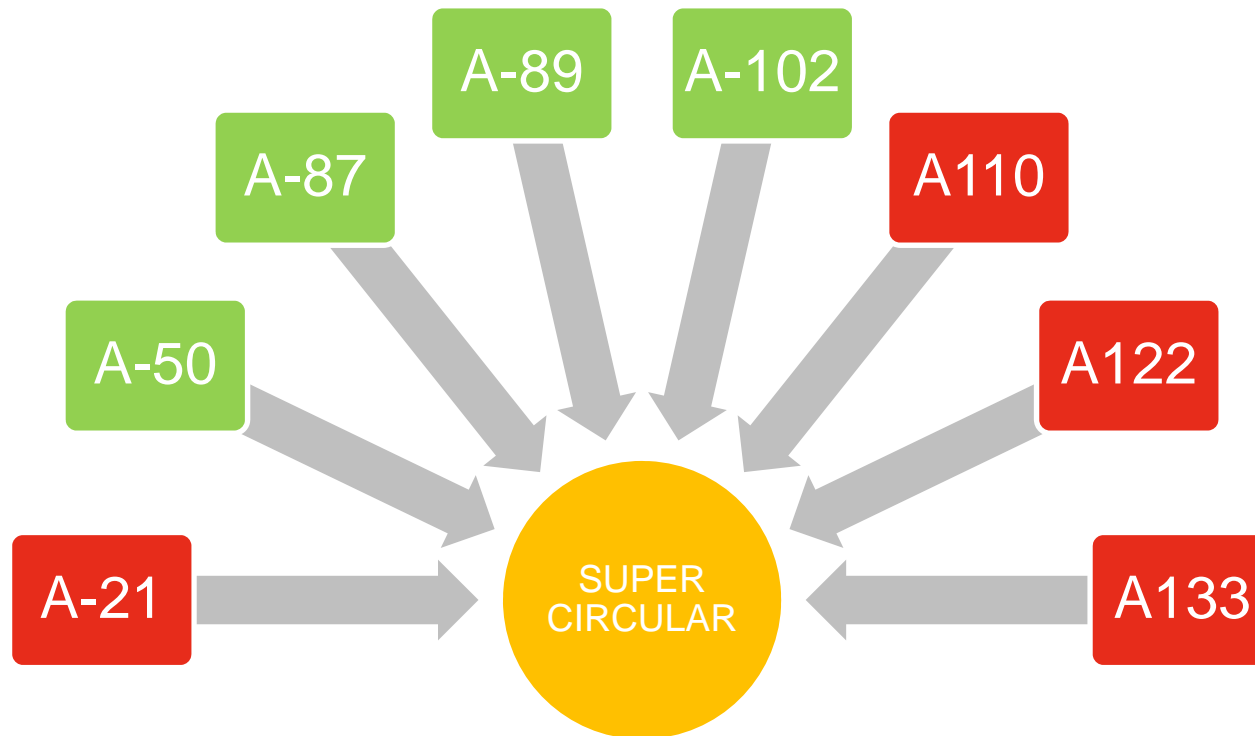 A-89
A-102
A-87
A110
A-50
A122
A-21
SUPER
CIRCULAR
A133